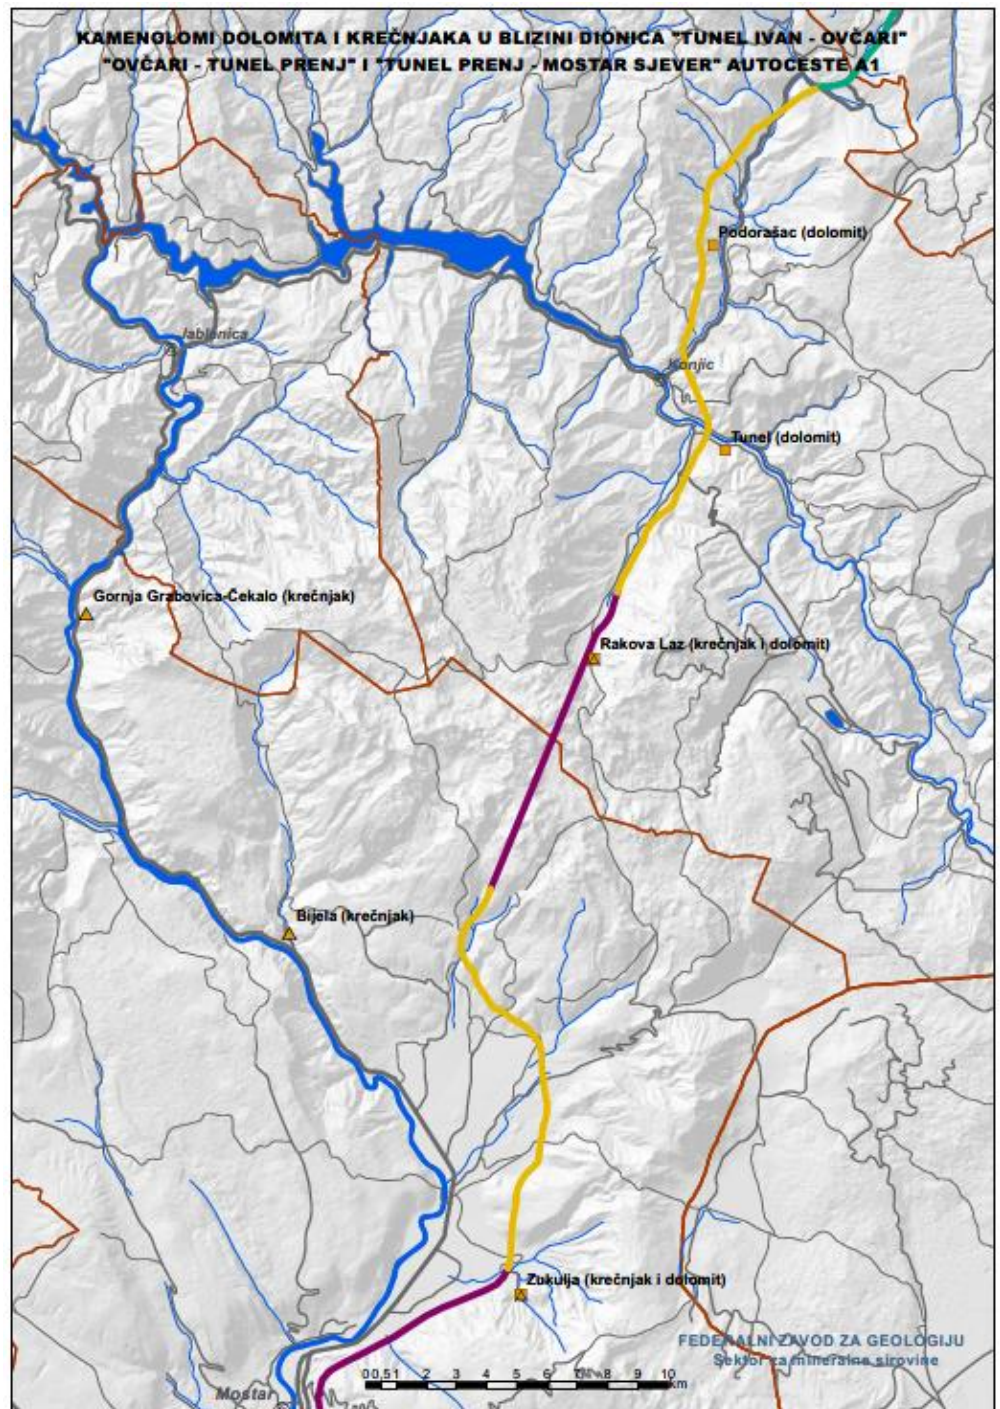 KAMENOLOMI DOLOMITA I KREČNJAKA U BLIZINI DIONICA "TUNEL IVAN - OVČARI"
"OVČARI - TUNEL PRENJ" I "TUNEL PRENJ - MOSTAR SJEVER" AUTOCESTE A1
Podorašac (dolomit)
Jablanica
Konjic
Tunel (dolomit)
Gornja Grabovica-Čekalo (krečnjak)
Rakova Laz (krečnjak i dolomit)
Bijela (krečnjak)
Zukulja (krečnjak i dolomit)
FEDERALNI ZAVOD ZA GEOLOGIJU
Sektor za mineralne sirovine
0 0,5 1 2 3 4 5 6 7 8 9 10 km
Mostar